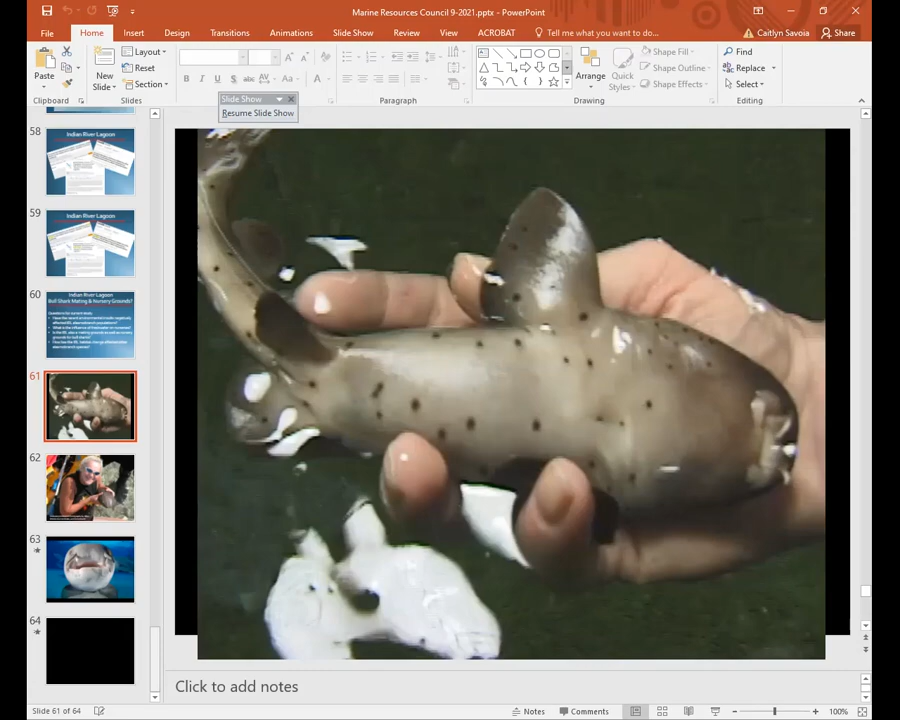 Marine Resources Council 9-2021.pptx - PowerPoint
File Home Insert Design Transitions Animations Slide Show Review View ACROBAT Tell me what you want to do... Caitlyn Savoia Share
Paste
New
Slide
Layout
Reset
Section
B I U S abc AV Aa A
Arrange
Quick
Styles
Shape Fill
Shape Outline
Shape Effects
Find
Replace
Select
Clipboard Slides Paragraph Drawing Editing
Slide Show
Resume Slide Show
58
Indian River Lagoon
59
Indian River Lagoon
60
Indian River Lagoon
Bull Shark Mating & Nursery Grounds?
61
62
63
64
Click to add notes
Slide 61 of 64 Notes Comments 100%